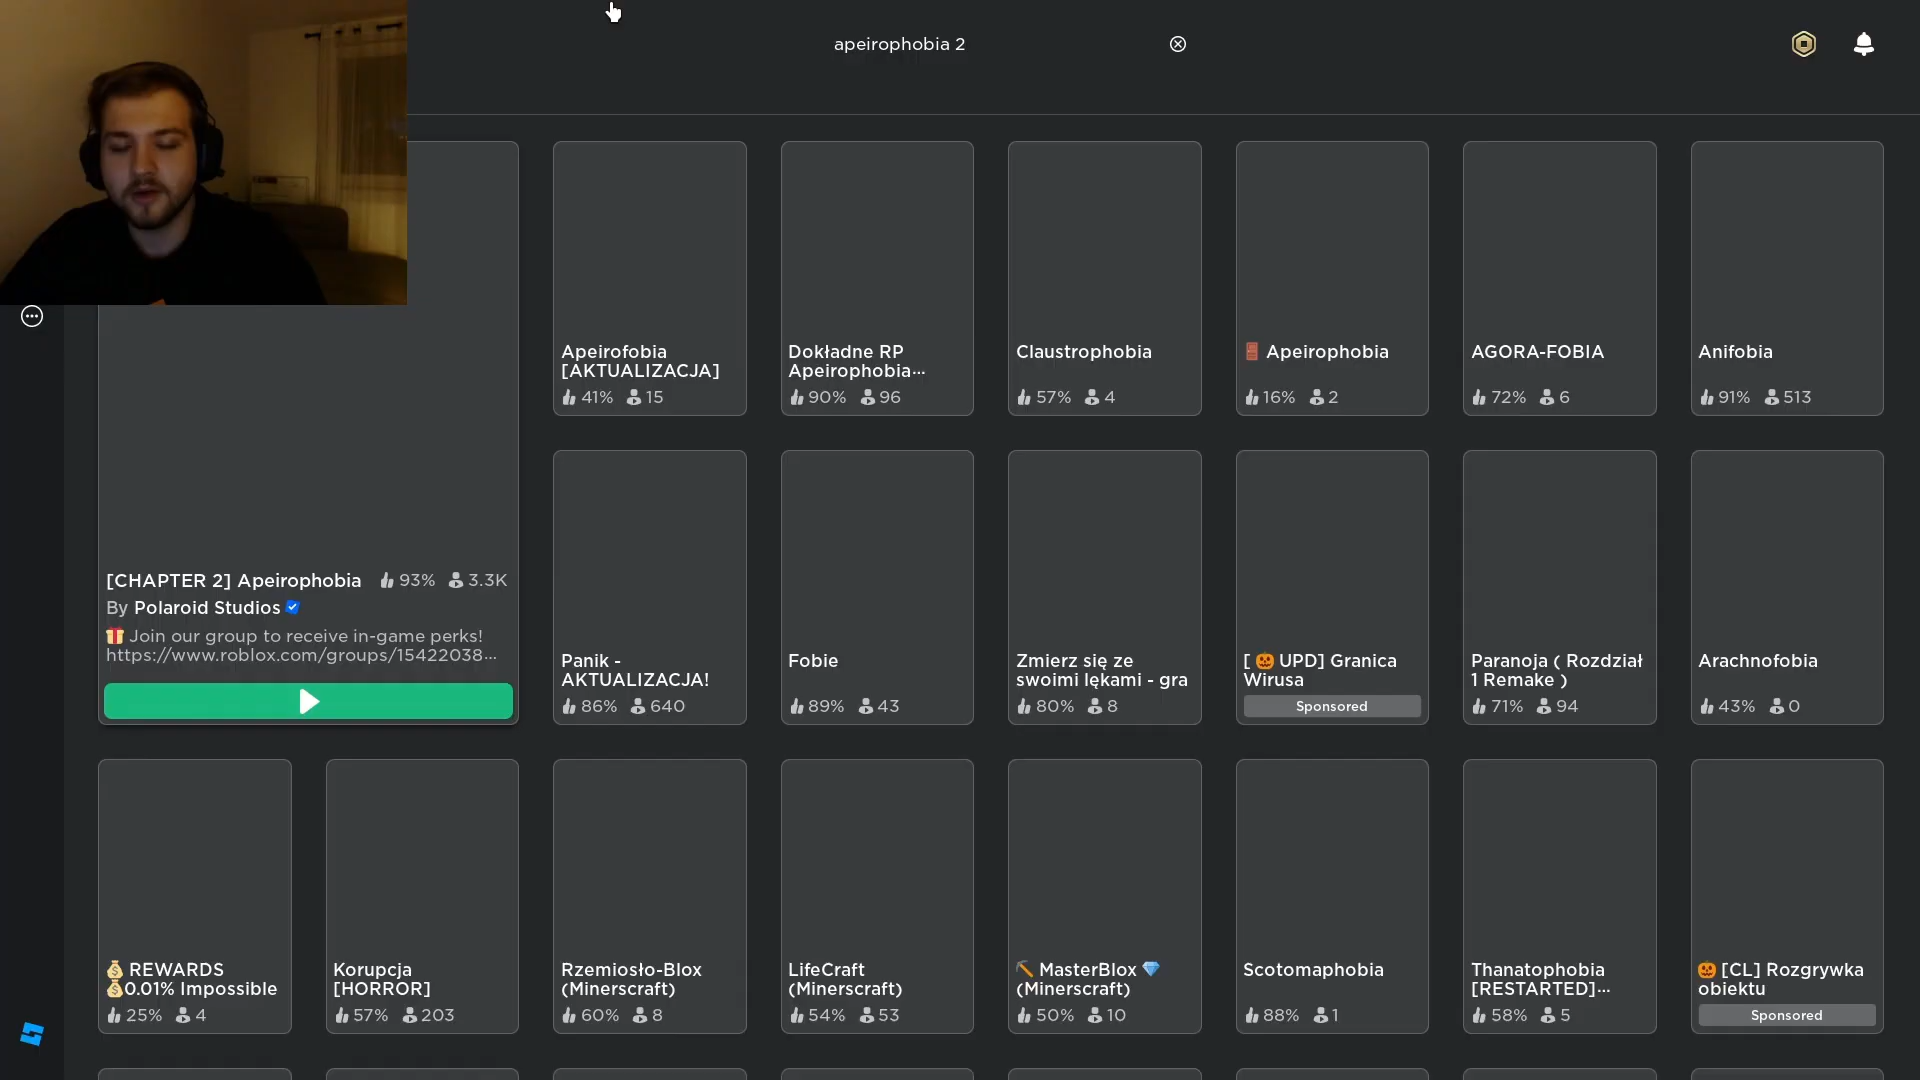 apeirophobia 2
[CHAPTER 2] Apeirophobia 93% 3.3K
By Polaroid Studios
🎁 Join our group to receive in-game perks!
https://www.roblox.com/groups/15422038...
Apeirofobia
[AKTUALIZACJA]
41% 15
Dokładne RP
Apeirophobia...
90% 96
Claustrophobia
57% 4
🚪 Apeirophobia
16% 2
AGORA-FOBIA
72% 6
Anifobia
91% 513
Panik -
AKTUALIZACJA!
86% 640
Fobie
89% 43
Zmierz się ze
swoimi lękami - gra
80% 8
[ 🎃 UPD] Granica
Wirusa
Sponsored
Paranoja ( Rozdział
1 Remake )
71% 94
Arachnofobia
43% 0
💰 REWARDS
💰0.01% Impossible
25% 4
Korupcja
[HORROR]
57% 203
Rzemiosło-Blox
(Minerscraft)
60% 8
LifeCraft
(Minerscraft)
54% 53
⛏️ MasterBlox 💎
(Minerscraft)
50% 10
Scotomaphobia
88% 1
Thanatophobia
[RESTARTED]...
58% 5
🎃 [CL] Rozgrywka
obiektu
Sponsored